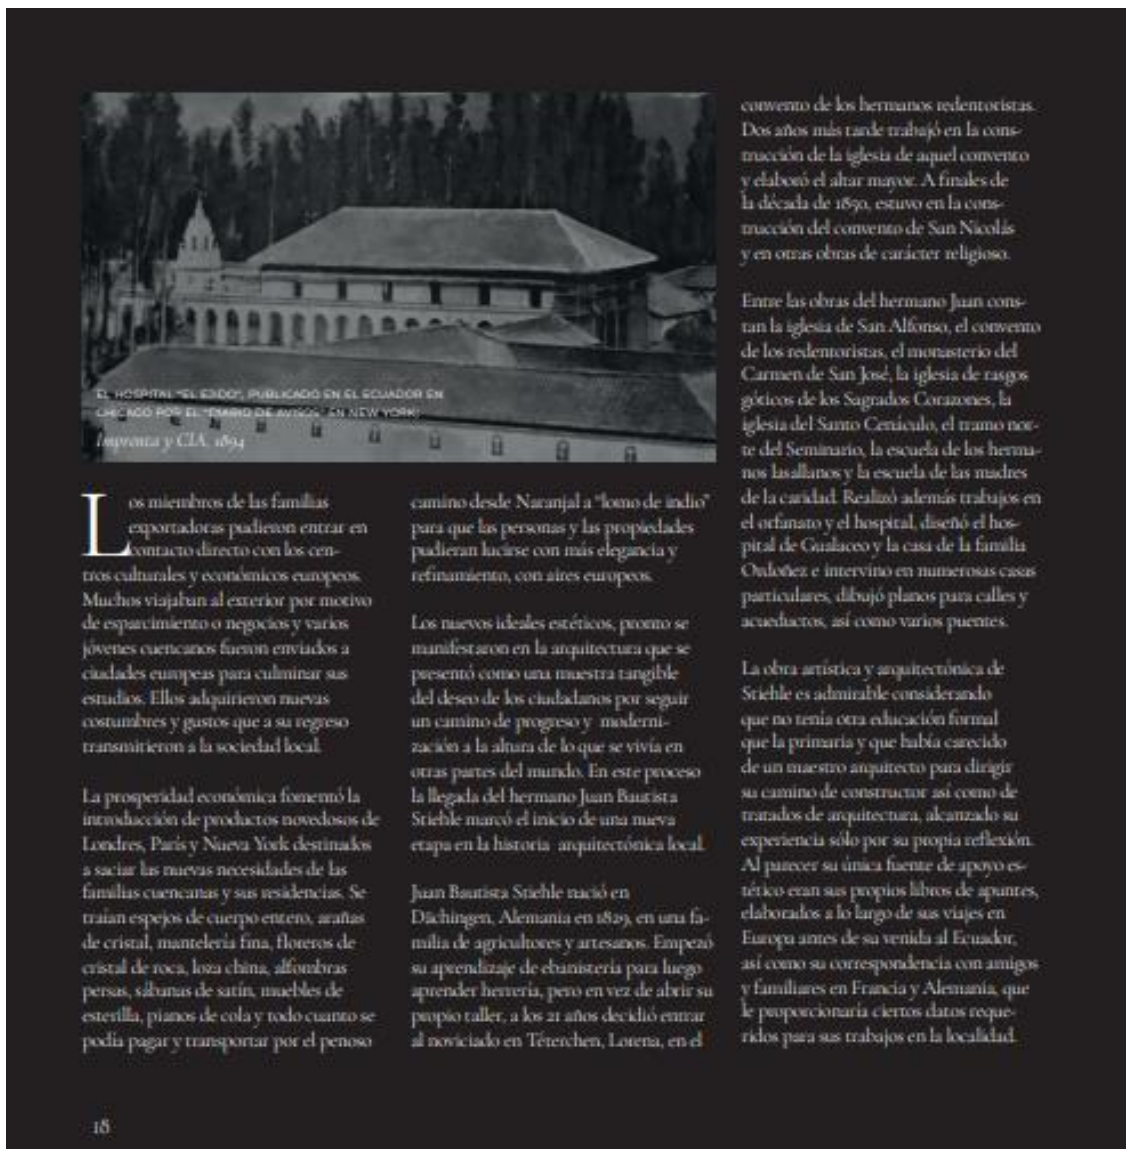 EL HOSPITAL "EL EJIDO", PUBLICADO EN EL ECUADOR EN
CHICAGO POR EL "DIARIO DE AVISOS" EN NEW YORK.
Imprenta y CIA. 1894
Los miembros de las familias
exportadoras pudieron entrar en
contacto directo con los cen-
tros culturales y económicos europeos.
Muchos viajaban al exterior por motivo
de esparcimiento o negocios y varios
jóvenes cuencanos fueron enviados a
ciudades europeas para culminar sus
estudios. Ellos adquirieron nuevas
costumbres y gustos que a su regreso
transmitieron a la sociedad local.
La prosperidad económica fomentó la
introducción de productos novedosos de
Londres, París y Nueva York destinados
a saciar las nuevas necesidades de las
familias cuencanas y sus residencias. Se
traían espejos de cuerpo entero, arañas
de cristal, mantelería fina, floreros de
cristal de roca, loza china, alfombras
persas, sábanas de satín, muebles de
esterilla, pianos de cola y todo cuanto se
podía pagar y transportar por el penoso
camino desde Naranjal a "lomo de indio"
para que las personas y las propiedades
pudieran lucirse con más elegancia y
refinamiento, con aires europeos.
Los nuevos ideales estéticos, pronto se
manifestaron en la arquitectura que se
presentó como una muestra tangible
del deseo de los ciudadanos por seguir
un camino de progreso y moderni-
zación a la altura de lo que se vivía en
otras partes del mundo. En este proceso
la llegada del hermano Juan Bautista
Stiehle marcó el inicio de una nueva
etapa en la historia arquitectónica local.
Juan Bautista Stiehle nació en
Dächingen, Alemania en 1829, en una fa-
milia de agricultores y artesanos. Empezó
su aprendizaje de ebanistería para luego
aprender herrería, pero en vez de abrir su
propio taller, a los 21 años decidió entrar
al noviciado en Téterchen, Lorena, en el
convento de los hermanos redentoristas.
Dos años más tarde trabajó en la cons-
trucción de la iglesia de aquel convento
y elaboró el altar mayor. A finales de
la década de 1850, estuvo en la cons-
trucción del convento de San Nicolás
y en otras obras de carácter religioso.
Entre las obras del hermano Juan cons-
tan la iglesia de San Alfonso, el convento
de los redentoristas, el monasterio del
Carmen de San José, la iglesia de rasgos
góticos de los Sagrados Corazones, la
iglesia del Santo Cenáculo, el tramo nor-
te del Seminario, la escuela de los herma-
nos lasallanos y la escuela de las madres
de la caridad. Realizó además trabajos en
el orfanato y el hospital, diseñó el hos-
pital de Gualaceo y la casa de la familia
Ordoñez e intervino en numerosas casas
particulares, dibujó planos para calles y
acueductos, así como varios puentes.
La obra artística y arquitectónica de
Stiehle es admirable considerando
que no tenía otra educación formal
que la primaria y que había carecido
de un maestro arquitecto para dirigir
su camino de constructor así como de
tratados de arquitectura, alcanzado su
experiencia sólo por su propia reflexión.
Al parecer su única fuente de apoyo es-
tético eran sus propios libros de apuntes,
elaborados a lo largo de sus viajes en
Europa antes de su venida al Ecuador,
así como su correspondencia con amigos
y familiares en Francia y Alemania, que
le proporcionaría ciertos datos reque-
ridos para sus trabajos en la localidad.
18